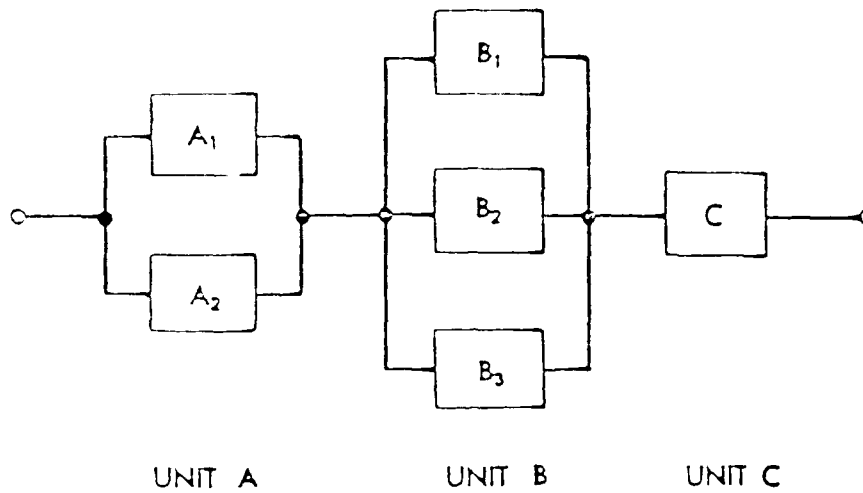 B₁
A₁
B₂
C
A₂
B₃
UNIT A UNIT B UNIT C